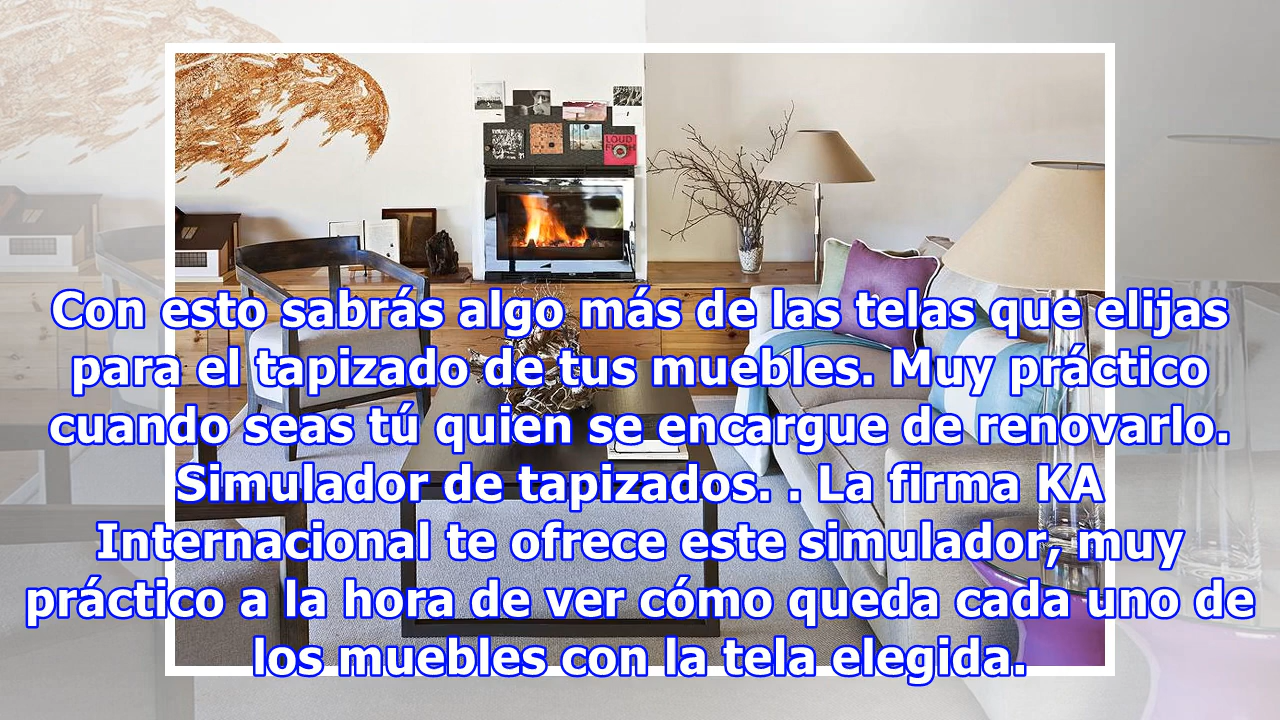 LOUD
Con esto sabrás algo más de las telas que elijas
para el tapizado de tus muebles. Muy práctico
cuando seas tú quien se encargue de renovarlo.
Simulador de tapizados. . La firma KA
Internacional te ofrece este simulador, muy
práctico a la hora de ver cómo queda cada uno de
los muebles con la tela elegida.